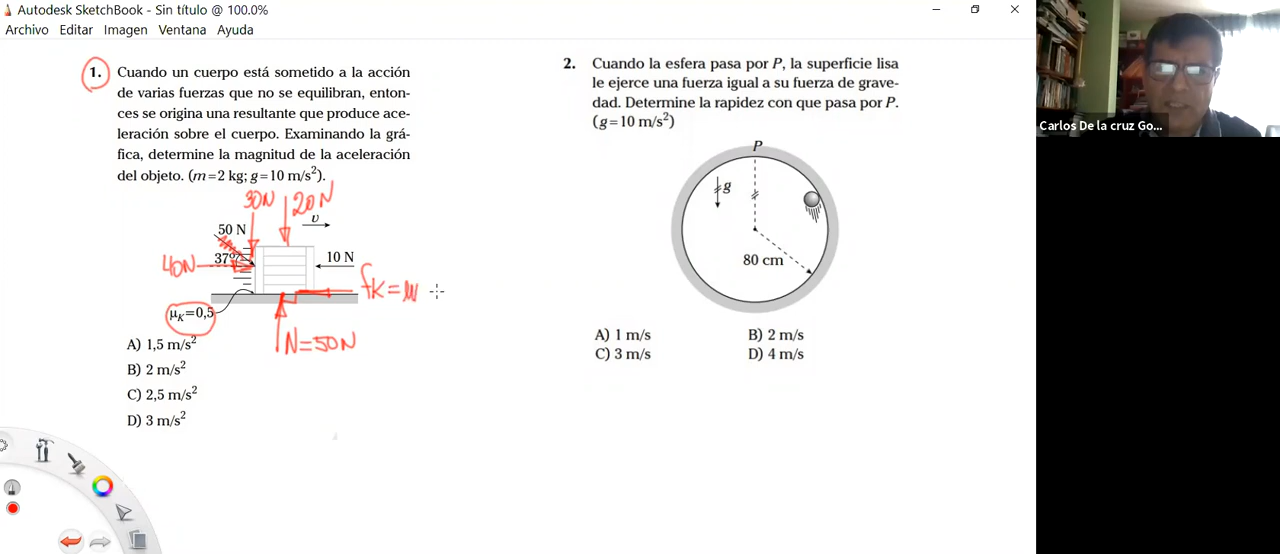 Autodesk SketchBook - Sin título @ 100.0%
Archivo Editar Imagen Ventana Ayuda
1. Cuando un cuerpo está sometido a la acción
de varias fuerzas que no se equilibran, enton-
ces se origina una resultante que produce ace-
leración sobre el cuerpo. Examinando la grá-
fica, determine la magnitud de la aceleración
del objeto. (m=2 kg; g=10 m/s²).
30N 20N
υ
50 N
37°
40N
10 N
fK=μ
μK=0,5
N=50N
A) 1,5 m/s²
B) 2 m/s²
C) 2,5 m/s²
D) 3 m/s²
2. Cuando la esfera pasa por P, la superficie lisa
le ejerce una fuerza igual a su fuerza de grave-
dad. Determine la rapidez con que pasa por P.
(g=10 m/s²)
P
g
80 cm
A) 1 m/s B) 2 m/s
C) 3 m/s D) 4 m/s
Carlos De la cruz Go...